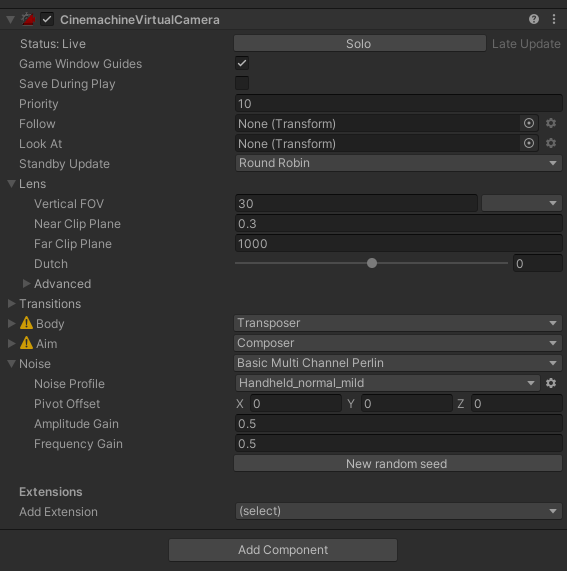 CinemachineVirtualCamera
Status: Live Solo Late Update
Game Window Guides
Save During Play
Priority 10
Follow None (Transform)
Look At None (Transform)
Standby Update Round Robin
Lens
Vertical FOV 30
Near Clip Plane 0.3
Far Clip Plane 1000
Dutch 0
Advanced
Transitions
Body Transposer
Aim Composer
Noise Basic Multi Channel Perlin
Noise Profile Handheld_normal_mild
Pivot Offset X 0 Y 0 Z 0
Amplitude Gain 0.5
Frequency Gain 0.5
New random seed
Extensions
Add Extension (select)
Add Component